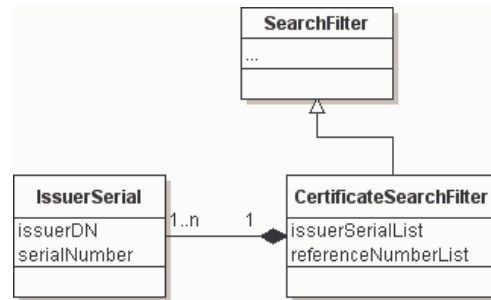 SearchFilter
...
IssuerSerial
issuerDN
serialNumber
1..n
1
CertificateSearchFilter
issuerSerialList
referenceNumberList